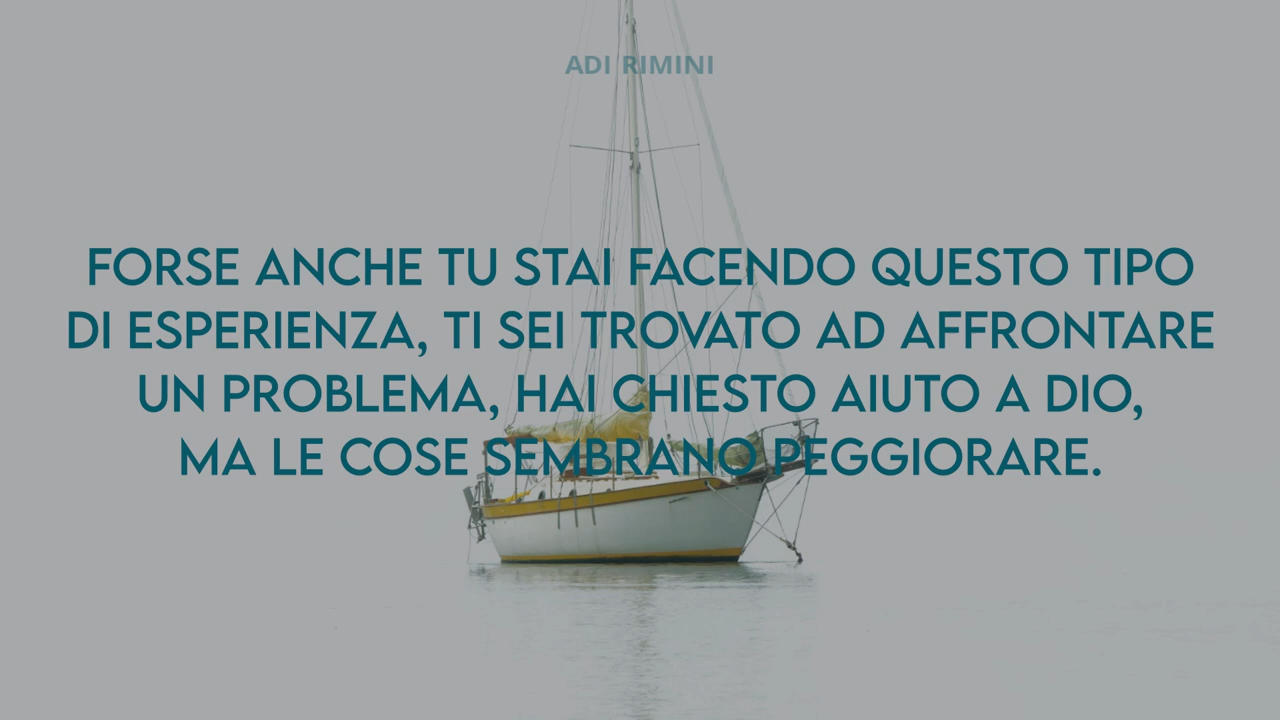 ADI RIMINI
FORSE ANCHE TU STAI FACENDO QUESTO TIPO
DI ESPERIENZA, TI SEI TROVATO AD AFFRONTARE
UN PROBLEMA, HAI CHIESTO AIUTO A DIO,
MA LE COSE SEMBRANO PEGGIORARE.